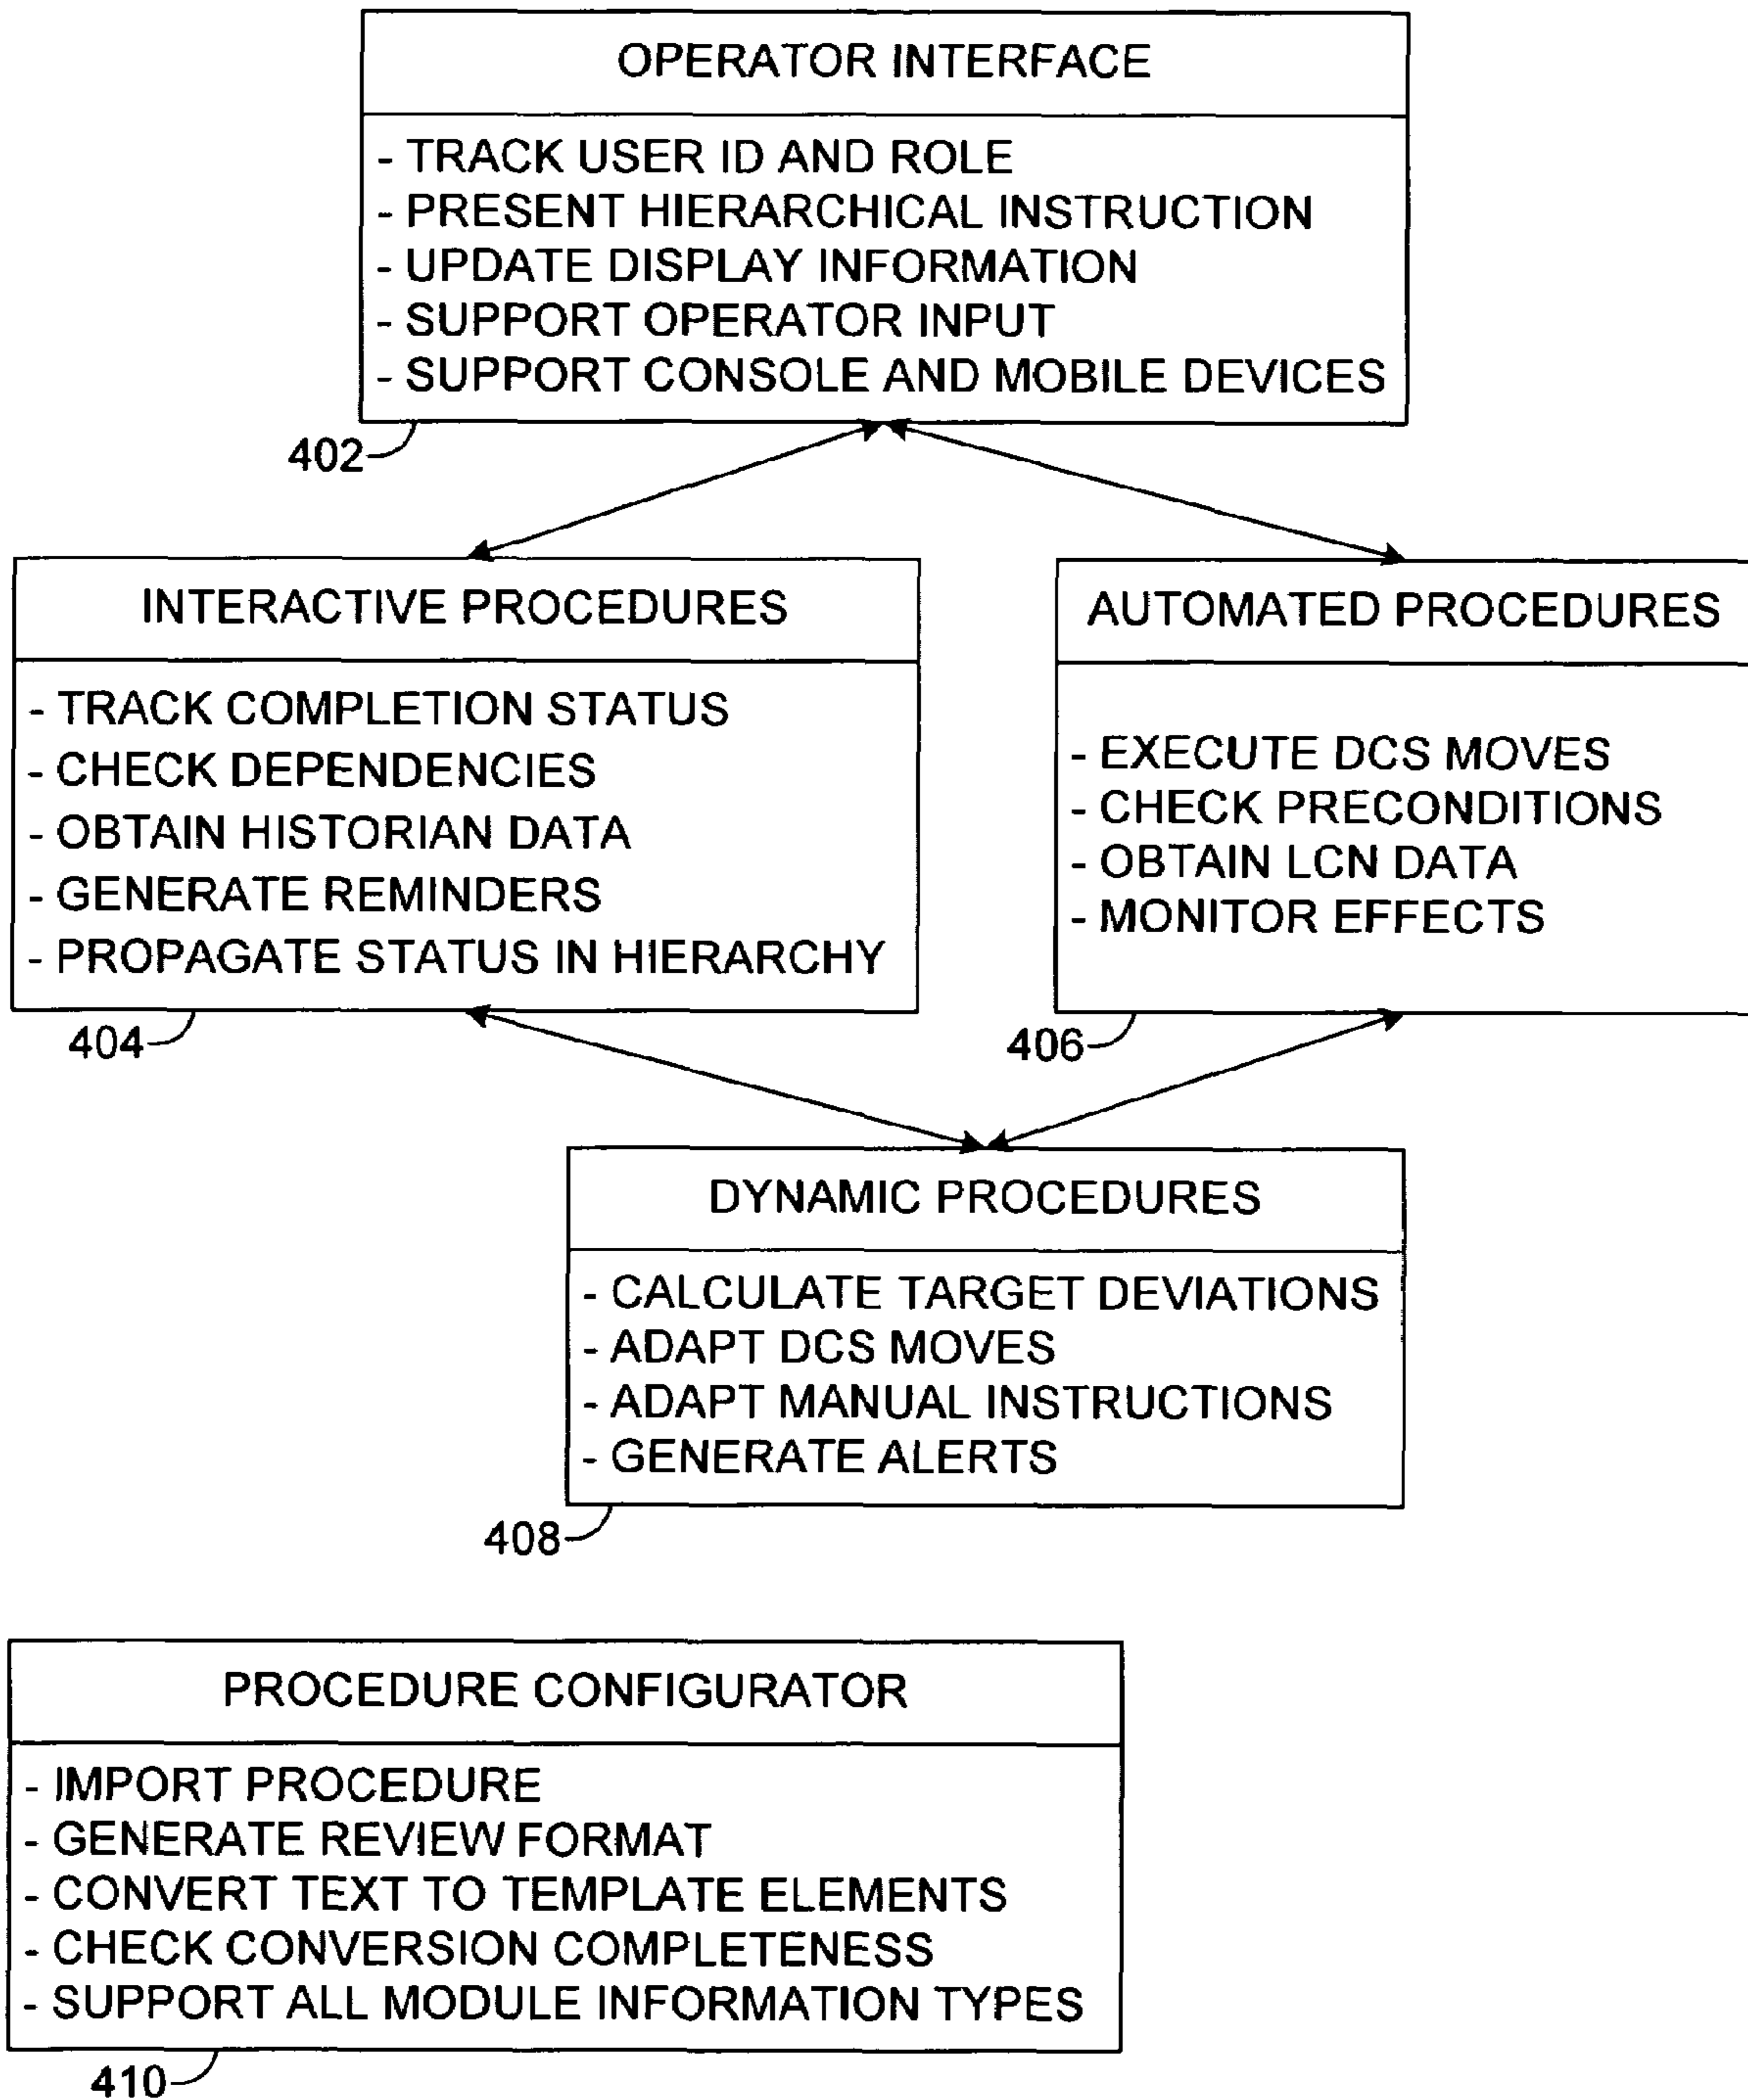 OPERATOR INTERFACE
- TRACK USER ID AND ROLE
- PRESENT HIERARCHICAL INSTRUCTION
- UPDATE DISPLAY INFORMATION
- SUPPORT OPERATOR INPUT
- SUPPORT CONSOLE AND MOBILE DEVICES
402
INTERACTIVE PROCEDURES
- TRACK COMPLETION STATUS
- CHECK DEPENDENCIES
- OBTAIN HISTORIAN DATA
- GENERATE REMINDERS
- PROPAGATE STATUS IN HIERARCHY
404
AUTOMATED PROCEDURES
- EXECUTE DCS MOVES
- CHECK PRECONDITIONS
- OBTAIN LCN DATA
- MONITOR EFFECTS
406
DYNAMIC PROCEDURES
- CALCULATE TARGET DEVIATIONS
- ADAPT DCS MOVES
- ADAPT MANUAL INSTRUCTIONS
- GENERATE ALERTS
408
PROCEDURE CONFIGURATOR
- IMPORT PROCEDURE
- GENERATE REVIEW FORMAT
- CONVERT TEXT TO TEMPLATE ELEMENTS
- CHECK CONVERSION COMPLETENESS
- SUPPORT ALL MODULE INFORMATION TYPES
410